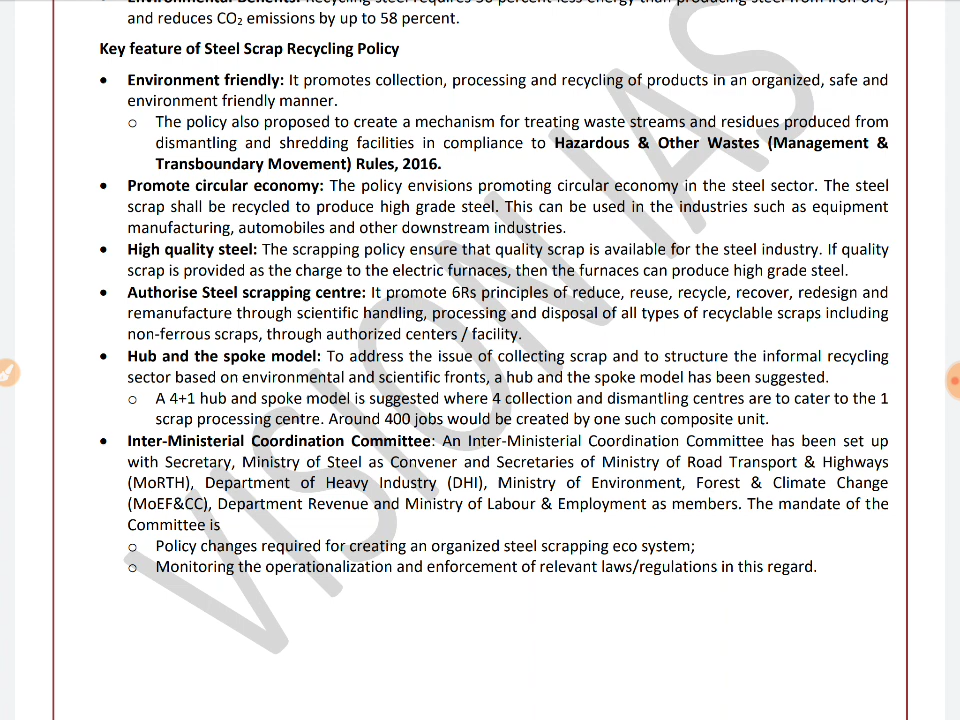 Environmental Benefits: Recycling steel requires 56 percent less energy than producing steel from iron ore,
and reduces CO₂ emissions by up to 58 percent.
Key feature of Steel Scrap Recycling Policy
• Environment friendly: It promotes collection, processing and recycling of products in an organized, safe and
environment friendly manner.
o The policy also proposed to create a mechanism for treating waste streams and residues produced from
dismantling and shredding facilities in compliance to Hazardous & Other Wastes (Management &
Transboundary Movement) Rules, 2016.
• Promote circular economy: The policy envisions promoting circular economy in the steel sector. The steel
scrap shall be recycled to produce high grade steel. This can be used in the industries such as equipment
manufacturing, automobiles and other downstream industries.
• High quality steel: The scrapping policy ensure that quality scrap is available for the steel industry. If quality
scrap is provided as the charge to the electric furnaces, then the furnaces can produce high grade steel.
• Authorise Steel scrapping centre: It promote 6Rs principles of reduce, reuse, recycle, recover, redesign and
remanufacture through scientific handling, processing and disposal of all types of recyclable scraps including
non-ferrous scraps, through authorized centers / facility.
• Hub and the spoke model: To address the issue of collecting scrap and to structure the informal recycling
sector based on environmental and scientific fronts, a hub and the spoke model has been suggested.
o A 4+1 hub and spoke model is suggested where 4 collection and dismantling centres are to cater to the 1
scrap processing centre. Around 400 jobs would be created by one such composite unit.
• Inter-Ministerial Coordination Committee: An Inter-Ministerial Coordination Committee has been set up
with Secretary, Ministry of Steel as Convener and Secretaries of Ministry of Road Transport & Highways
(MoRTH), Department of Heavy Industry (DHI), Ministry of Environment, Forest & Climate Change
(MoEF&CC), Department Revenue and Ministry of Labour & Employment as members. The mandate of the
Committee is
o Policy changes required for creating an organized steel scrapping eco system;
o Monitoring the operationalization and enforcement of relevant laws/regulations in this regard.
VISION IAS